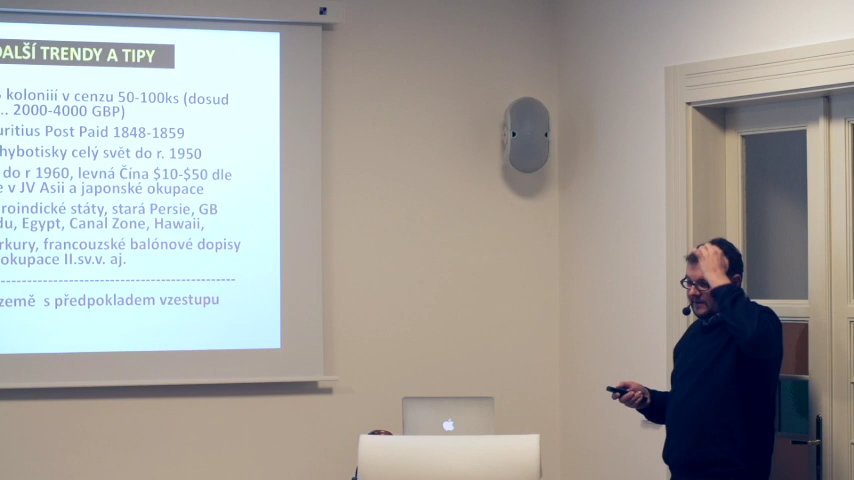 DALŠÍ TRENDY A TIPY
kolonií v cenzu 50-100ks (dosud
.. 2000-4000 GBP)
uritius Post Paid 1848-1859
hybotisky celý svět do r. 1950
do r 1960, levná Čína $10-$50 dle
e v JV Asii a japonské okupace
roindické státy, stará Persie, GB
du, Egypt, Canal Zone, Hawaii,
rkury, francouzské balónové dopisy
okupace II.sv.v. aj.
země s předpokladem vzestupu